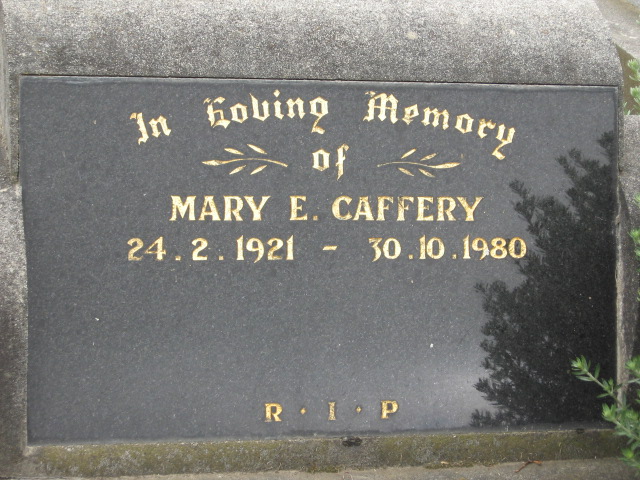 In Loving Memory
of
MARY E. CAFFERY
24.2.1921 - 30.10.1980
R·I·P